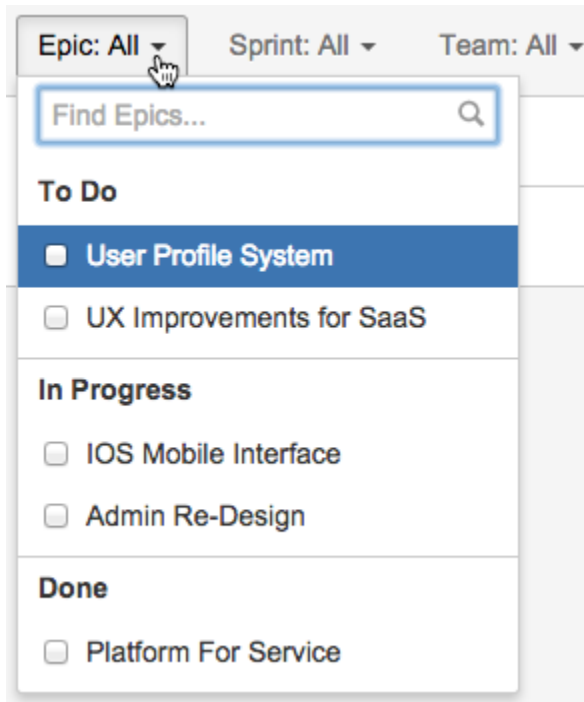 Epic: All Sprint: All Team: All
Find Epics...
To Do
User Profile System
UX Improvements for SaaS
In Progress
IOS Mobile Interface
Admin Re-Design
Done
Platform For Service